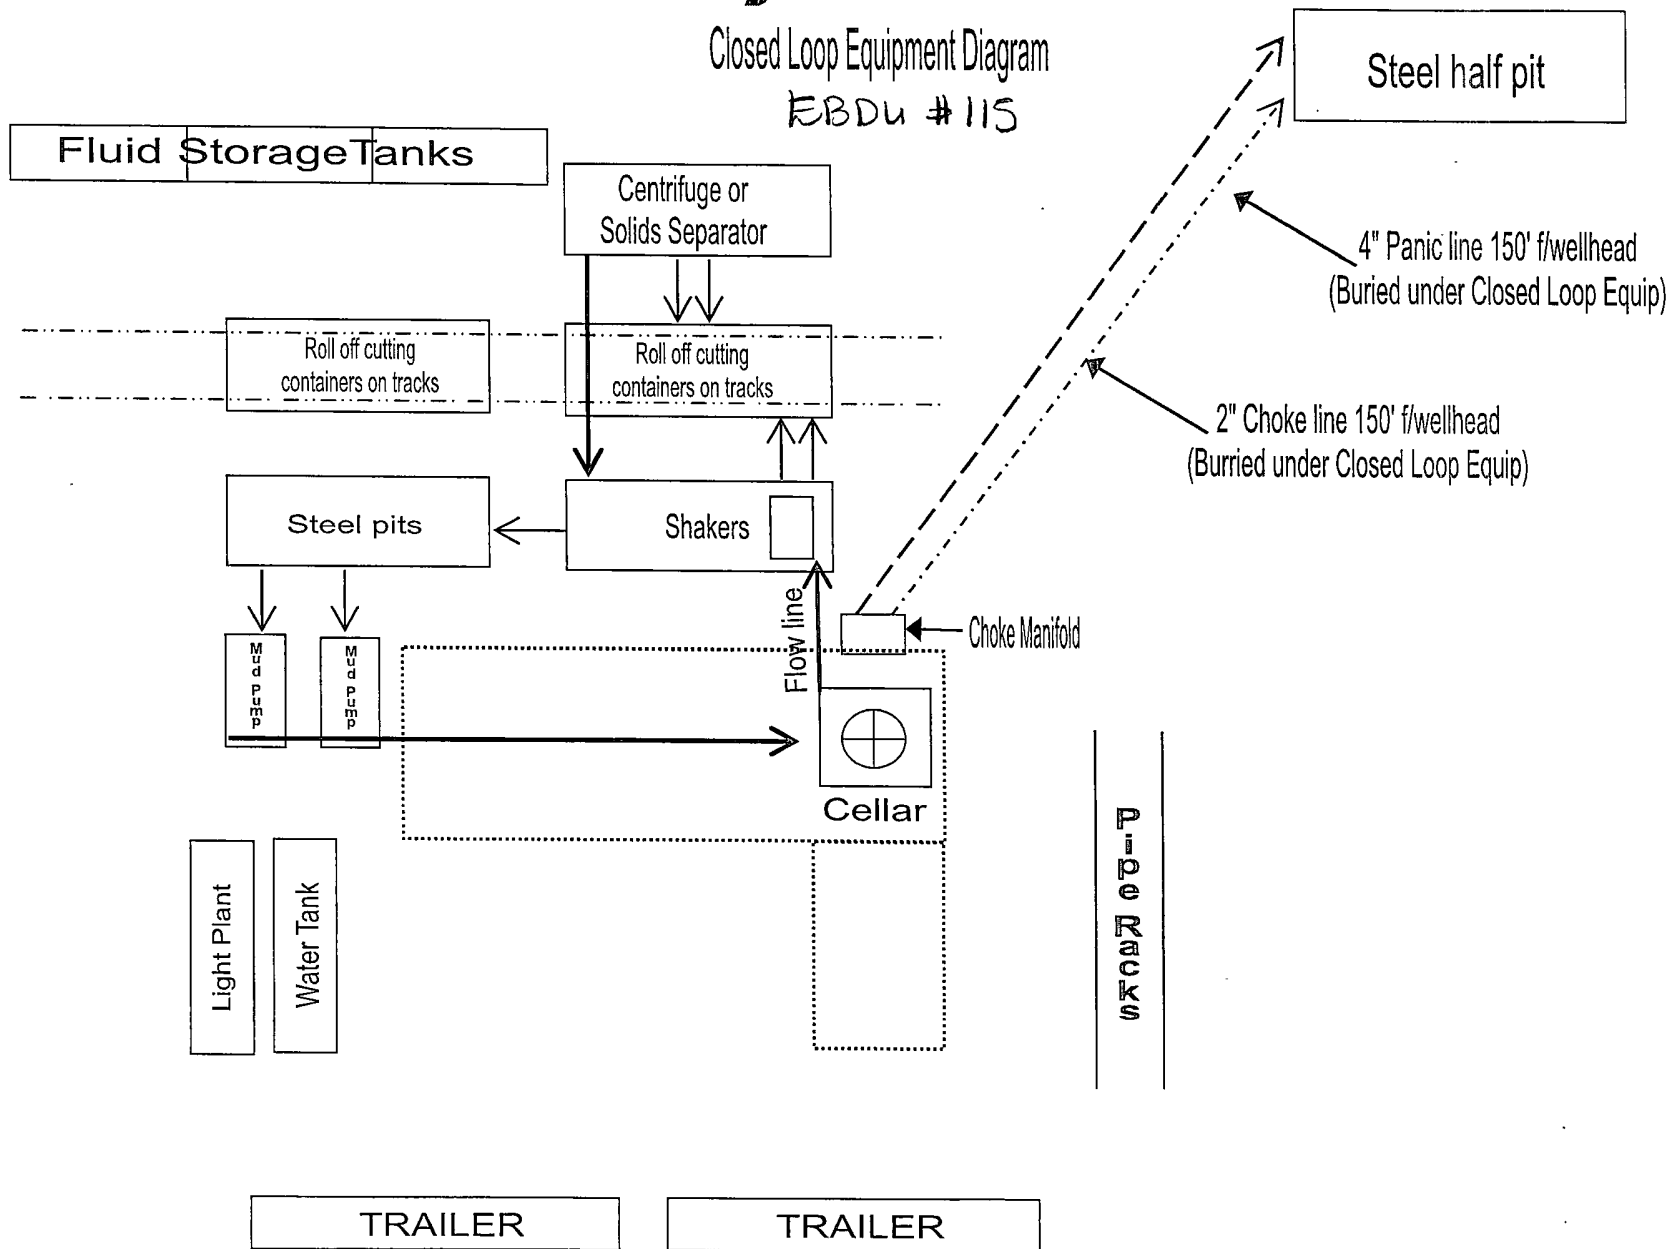 Closed Loop Equipment Diagram
EBDU #115
Steel half pit
Fluid StorageTanks
Centrifuge or
Solids Separator
4" Panic line 150' f/wellhead
(Buried under Closed Loop Equip)
Roll off cutting
containers on tracks
Roll off cutting
containers on tracks
2" Choke line 150' f/wellhead
(Burried under Closed Loop Equip)
Steel pits
Shakers
Flow line
Choke Manifold
Mud Pump
Mud Pump
Cellar
Pipe Racks
Light Plant
Water Tank
TRAILER
TRAILER